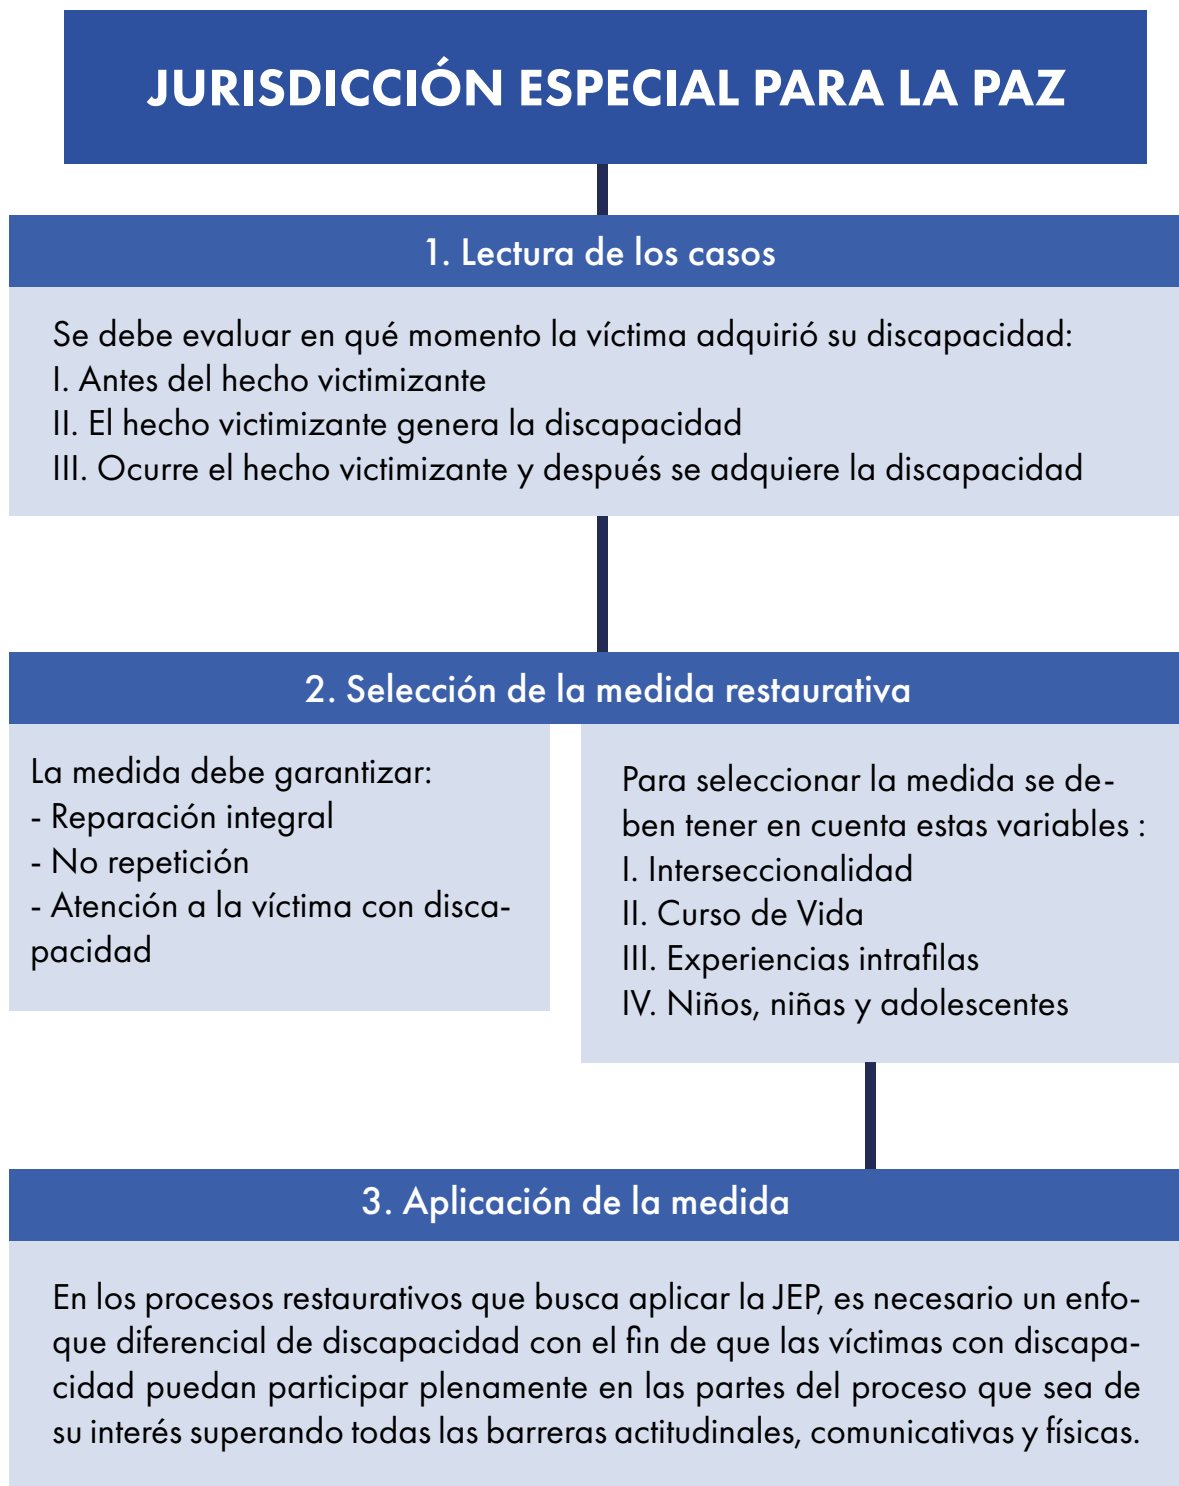 JURISDICCIÓN ESPECIAL PARA LA PAZ
1. Lectura de los casos
Se debe evaluar en qué momento la víctima adquirió su discapacidad:
I. Antes del hecho victimizante
II. El hecho victimizante genera la discapacidad
III. Ocurre el hecho victimizante y después se adquiere la discapacidad
2. Selección de la medida restaurativa
La medida debe garantizar:
- Reparación integral
- No repetición
- Atención a la víctima con disca-
pacidad
Para seleccionar la medida se de-
ben tener en cuenta estas variables :
I. Interseccionalidad
II. Curso de Vida
III. Experiencias intrafilas
IV. Niños, niñas y adolescentes
3. Aplicación de la medida
En los procesos restaurativos que busca aplicar la JEP, es necesario un enfo-
que diferencial de discapacidad con el fin de que las víctimas con discapa-
cidad puedan participar plenamente en las partes del proceso que sea de
su interés superando todas las barreras actitudinales, comunicativas y físicas.